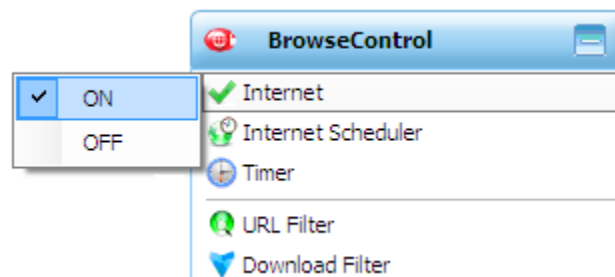 BrowseControl
ON
Internet
OFF
Internet Scheduler
Timer
URL Filter
Download Filter